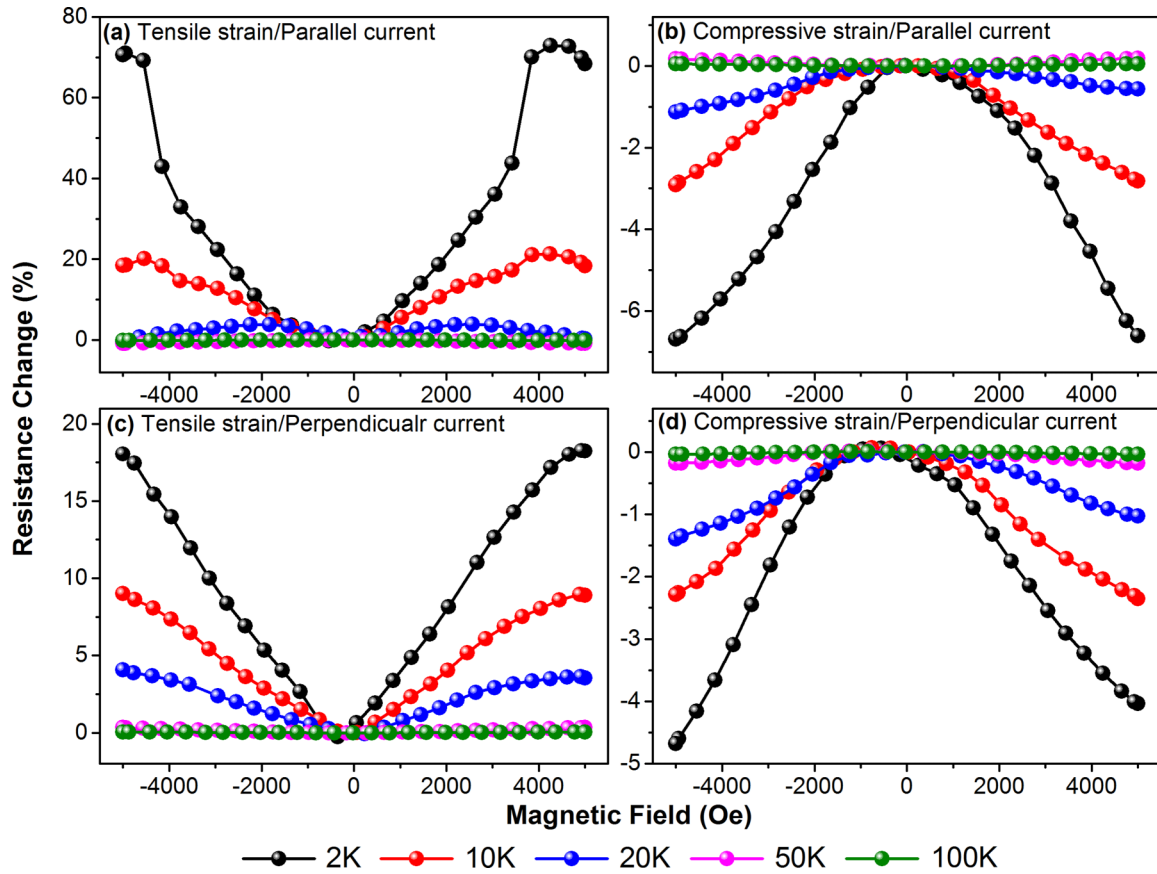 (a) Tensile strain/Parallel current
(b) Compressive strain/Parallel current
80
60
40
20
0
0
-2
-4
-6
-4000 -2000 0 2000 4000
-4000 -2000 0 2000 4000
(c) Tensile strain/Perpendicualr current
(d) Compressive strain/Perpendicular current
20
15
10
5
0
0
-1
-2
-3
-4
-5
-4000 -2000 0 2000 4000
-4000 -2000 0 2000 4000
Resistance Change (%)
Magnetic Field (Oe)
2K 10K 20K 50K 100K